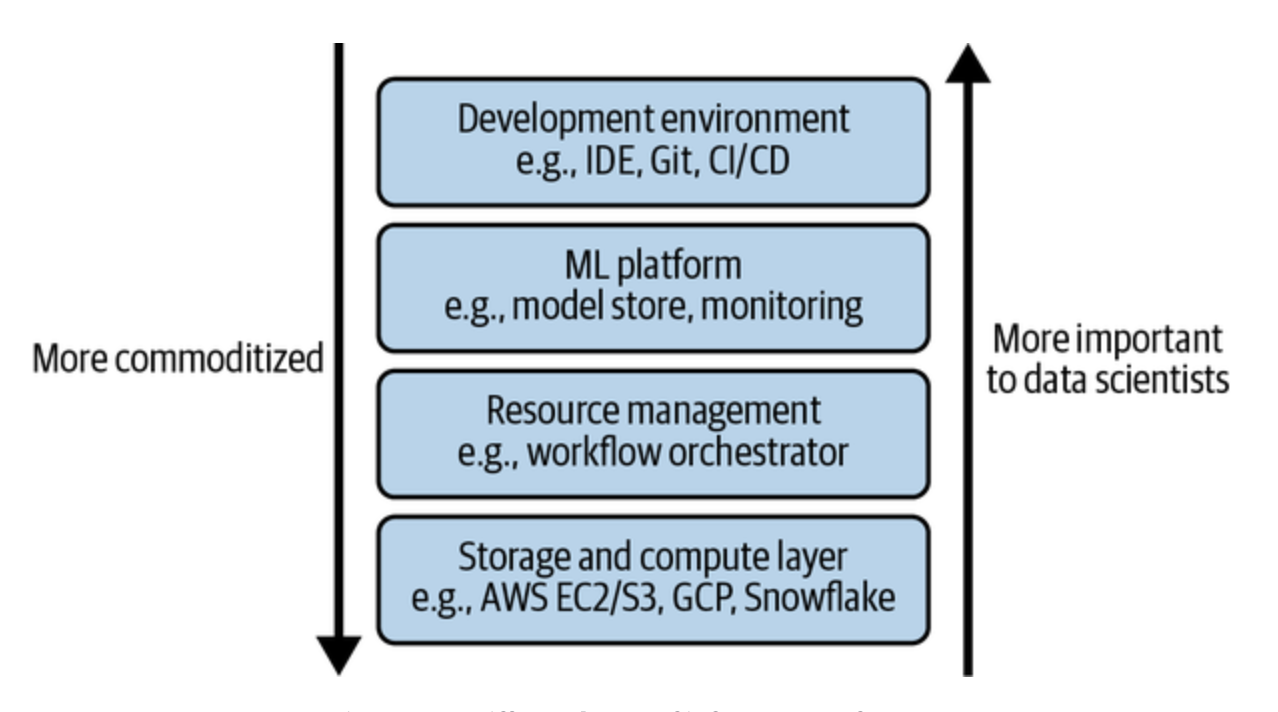 Development environment
e.g., IDE, Git, CI/CD
ML platform
e.g., model store, monitoring
More commoditized
More important
to data scientists
Resource management
e.g., workflow orchestrator
Storage and compute layer
e.g., AWS EC2/S3, GCP, Snowflake